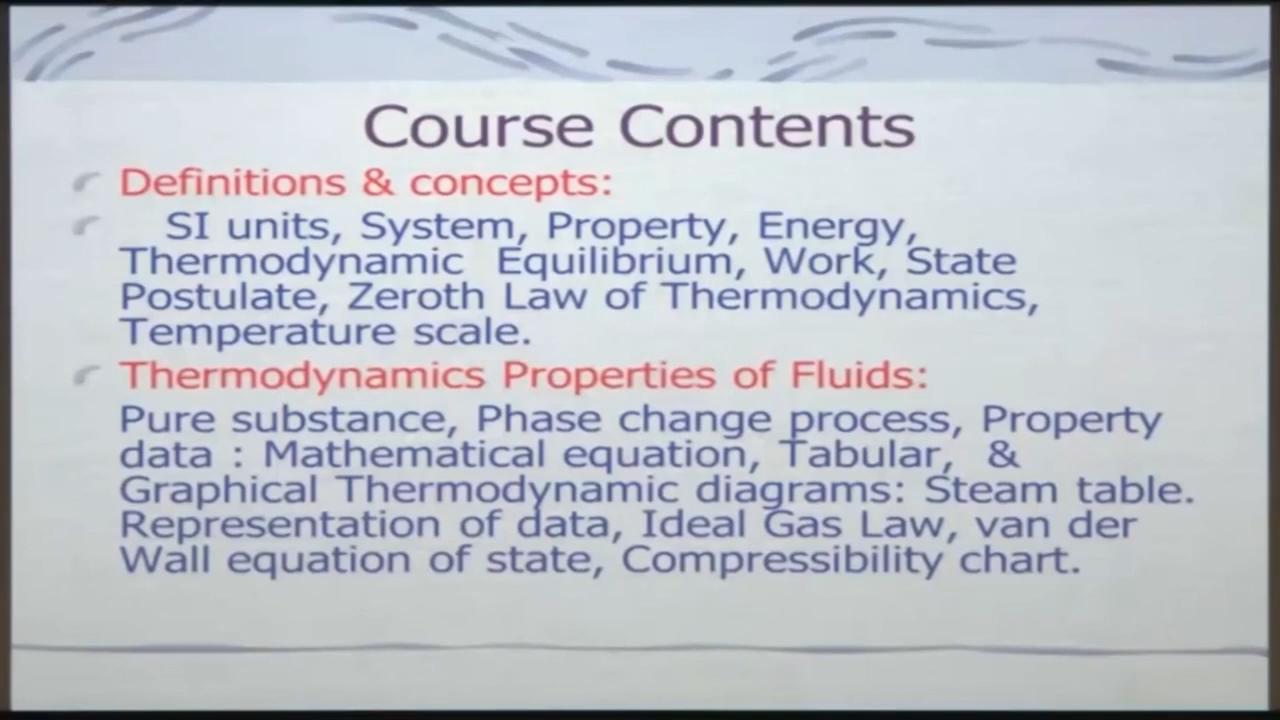 Course Contents
Definitions & concepts:
SI units, System, Property, Energy,
Thermodynamic Equilibrium, Work, State
Postulate, Zeroth Law of Thermodynamics,
Temperature scale.
Thermodynamics Properties of Fluids:
Pure substance, Phase change process, Property
data : Mathematical equation, Tabular, &
Graphical Thermodynamic diagrams: Steam table.
Representation of data, Ideal Gas Law, van der
Wall equation of state, Compressibility chart.